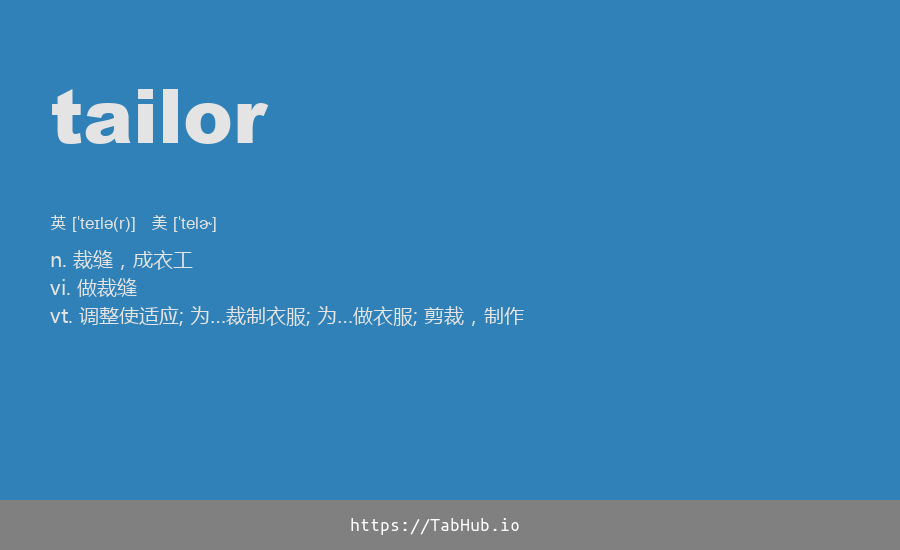 tailor
英 [ˈteɪlə(r)] 美 [ˈtelɚ]
n. 裁缝，成衣工
vi. 做裁缝
vt. 调整使适应; 为…裁制衣服; 为…做衣服; 剪裁，制作
https://TabHub.io